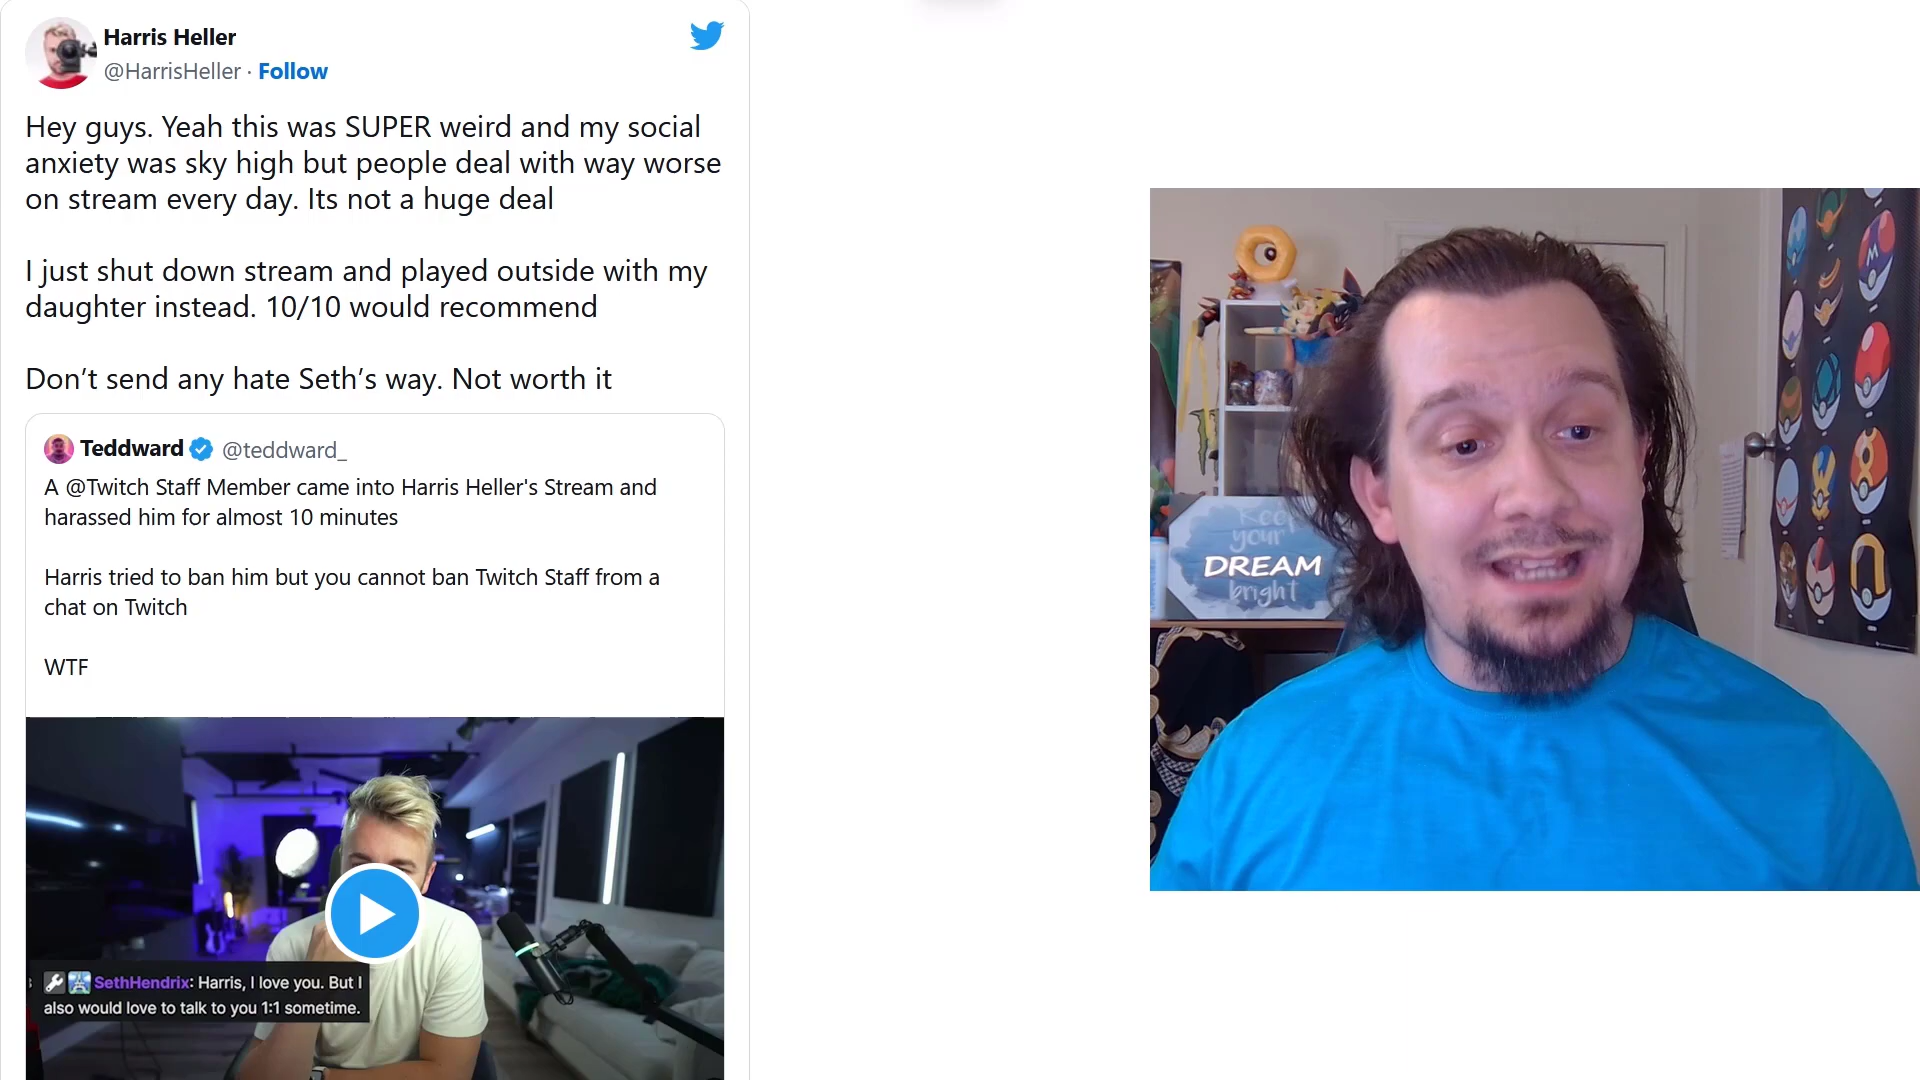 Harris Heller
@HarrisHeller · Follow
Hey guys. Yeah this was SUPER weird and my social
anxiety was sky high but people deal with way worse
on stream every day. Its not a huge deal
I just shut down stream and played outside with my
daughter instead. 10/10 would recommend
Don’t send any hate Seth’s way. Not worth it
Teddward @teddward_
A @Twitch Staff Member came into Harris Heller's Stream and
harassed him for almost 10 minutes
Harris tried to ban him but you cannot ban Twitch Staff from a
chat on Twitch
WTF
SethHendrix: Harris, I love you. But I
also would love to talk to you 1:1 sometime.
Keep
your
DREAM
bright